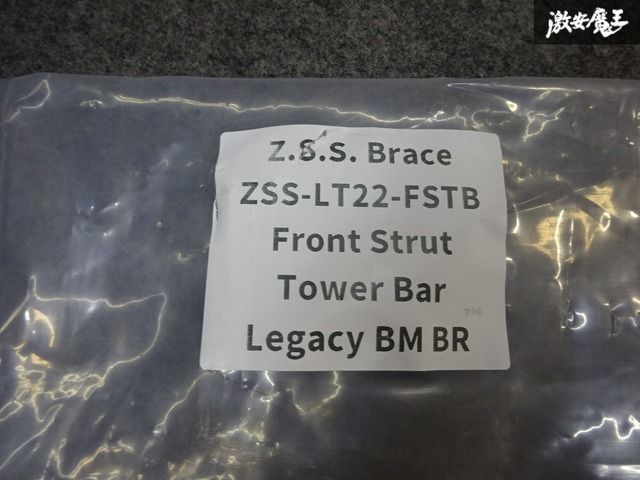 激安魔王
Z.S.S. Brace
ZSS-LT22-FSTB
Front Strut
Tower Bar
Legacy BM BR